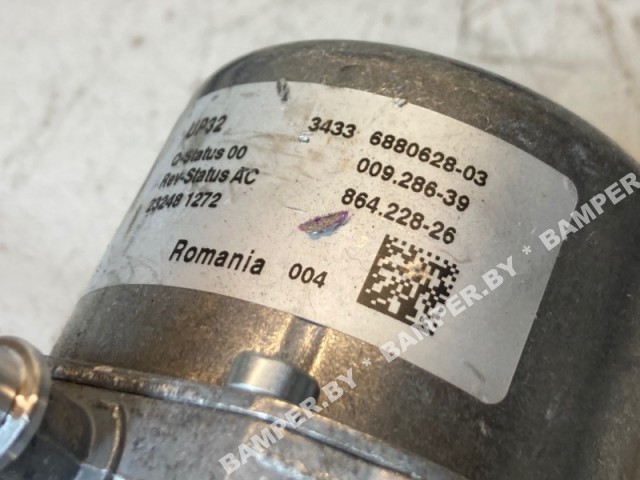 UP32 3433 6880628-03
Q-Status 00 009.286-39
Rev-Status AC 864.228-26
23248 1272
Romania 004
BAMPER.BY * BAMPER.BY * BAMPER.BY * BAMPER